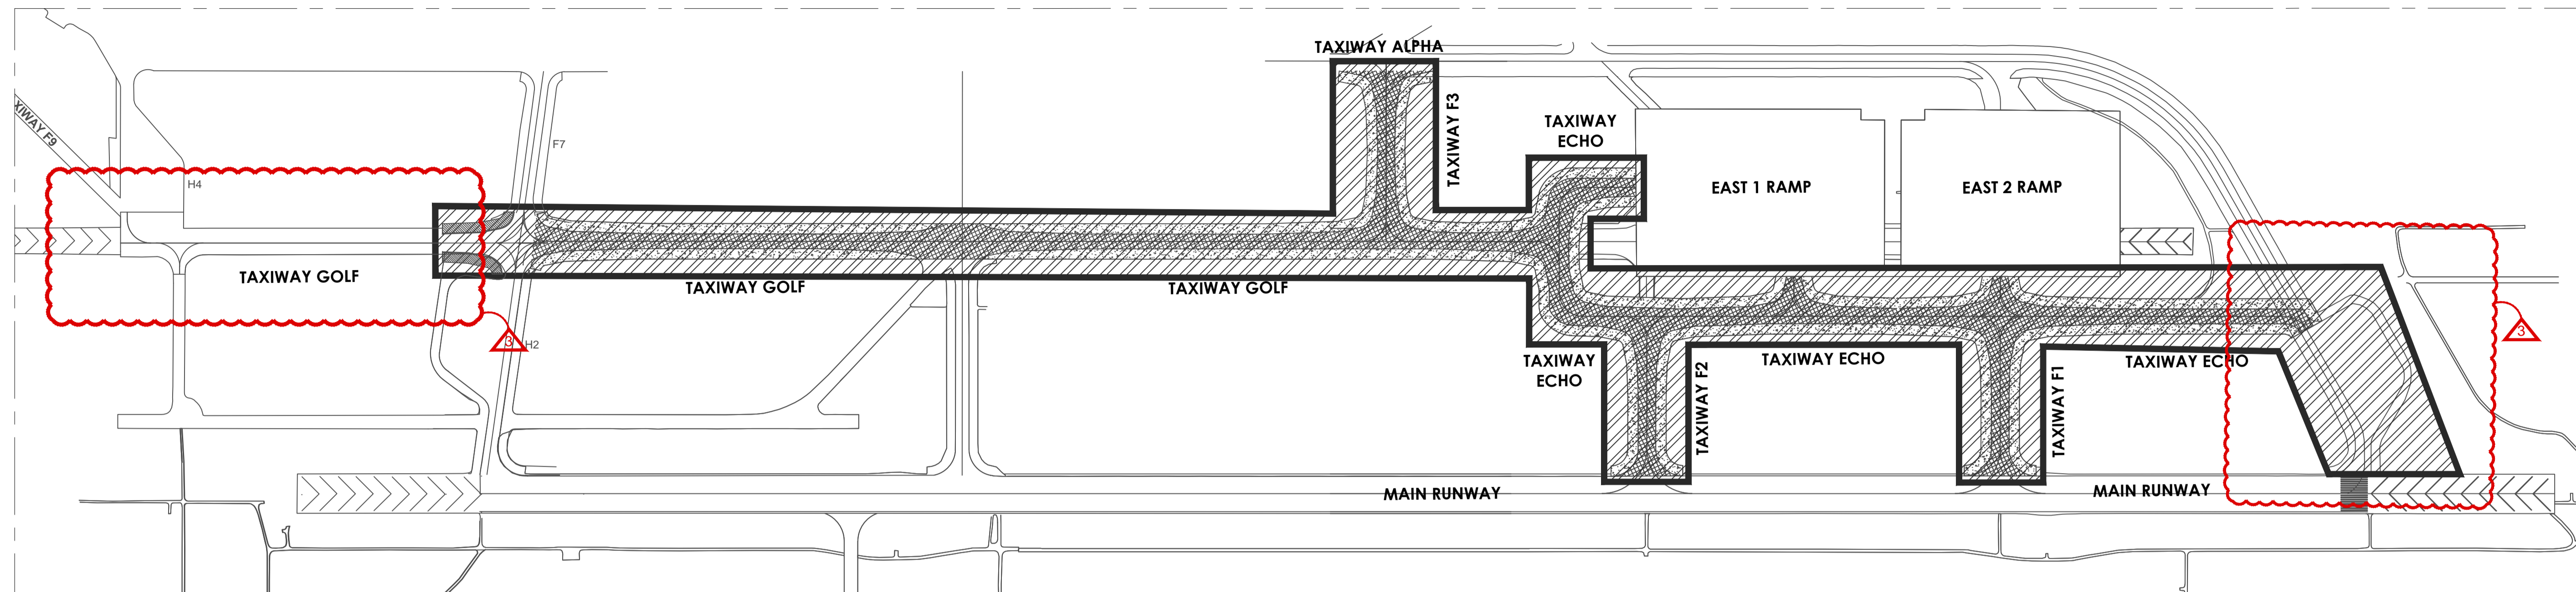 TAXIWAY ALPHA
TAXIWAY F3
TAXIWAY
ECHO
XIWAY F9
F7
H4
EAST 1 RAMP
EAST 2 RAMP
TAXIWAY GOLF
TAXIWAY GOLF
TAXIWAY GOLF
3
H2
3
TAXIWAY
ECHO
TAXIWAY F2
TAXIWAY ECHO
TAXIWAY F1
TAXIWAY ECHO
MAIN RUNWAY
MAIN RUNWAY